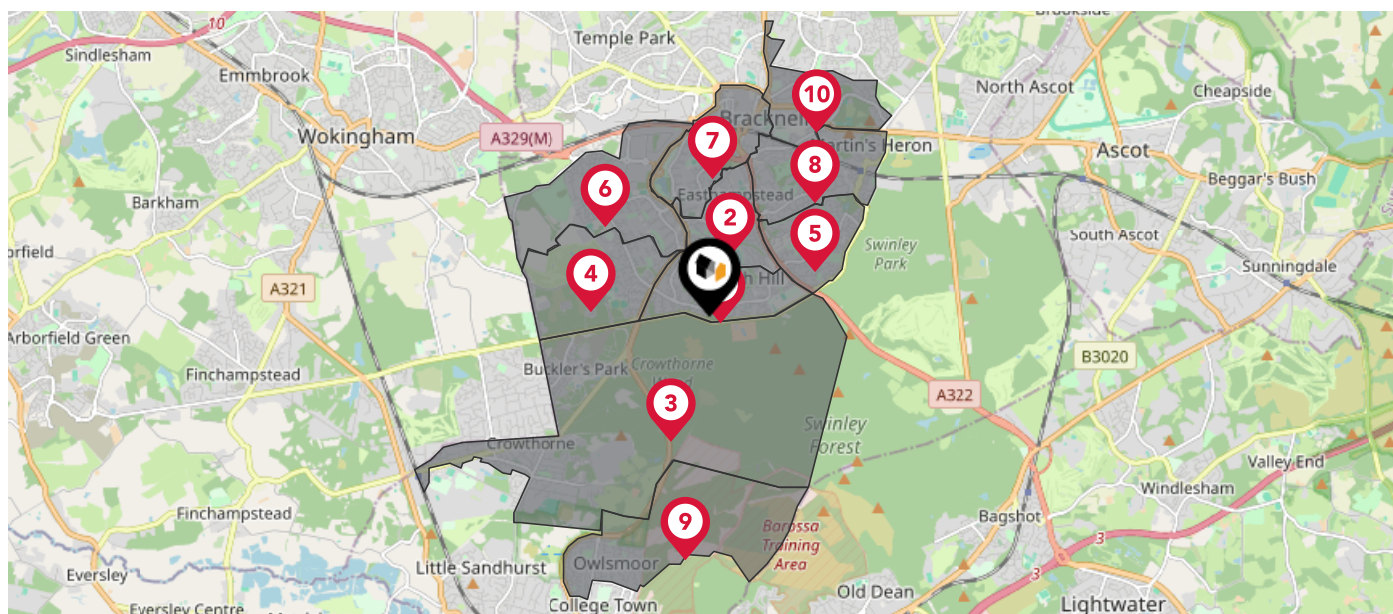 Brookside
10
Sindlesham
Temple Park
Emmbrook
North Ascot
Cheapside
10
Bracknell
Wokingham
A329(M)
7
Martin's Heron
Ascot
8
Beggar's Bush
6
Easthampstead
Barkham
2
5
South Ascot
Swinley
Park
Sunningdale
4
A321
Arborfield Green
B3020
Finchampstead
Buckler's Park
Crowthorne
A322
3
Swinley
Forest
Crowthorne
Valley End
Windlesham
Finchampstead
9
Bagshot
Barossa
Training
Area
3
Owlsmoor
Little Sandhurst
Eversley
3
Old Dean
College Town
Lightwater
Eversley Centre